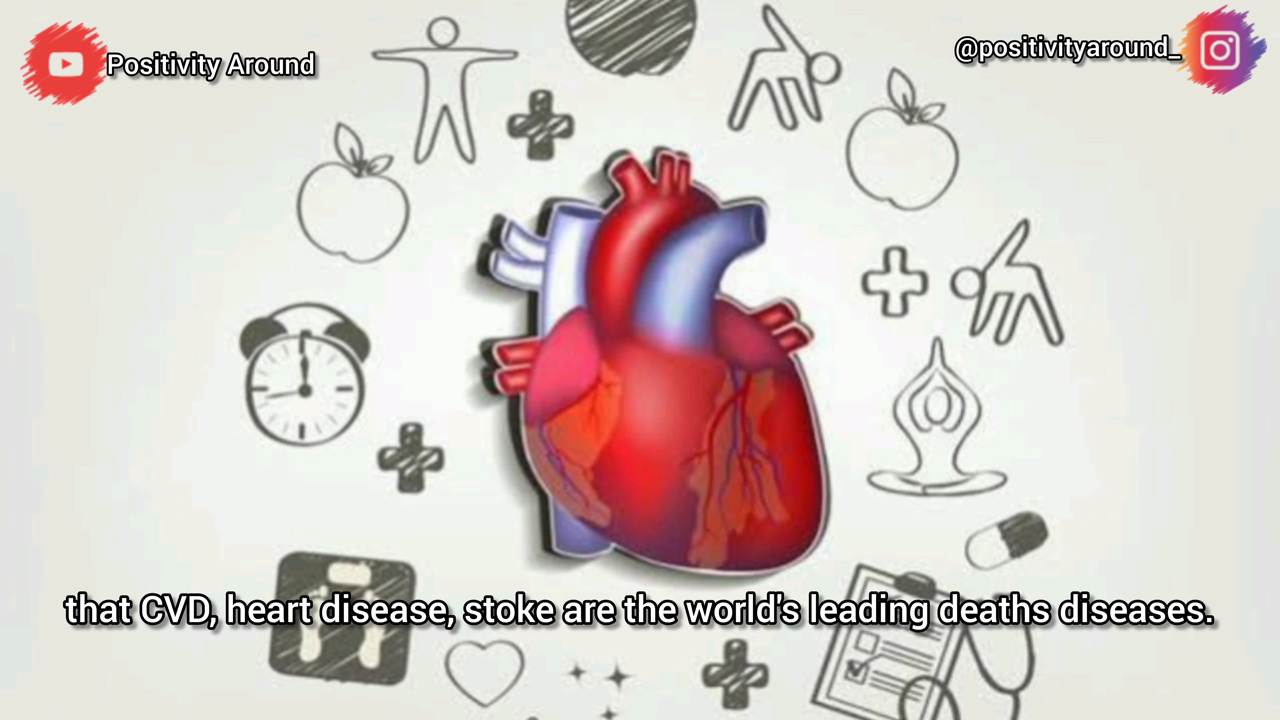 Positivity Around
@positivityaround_
that CVD, heart disease, stoke are the world's leading deaths diseases.